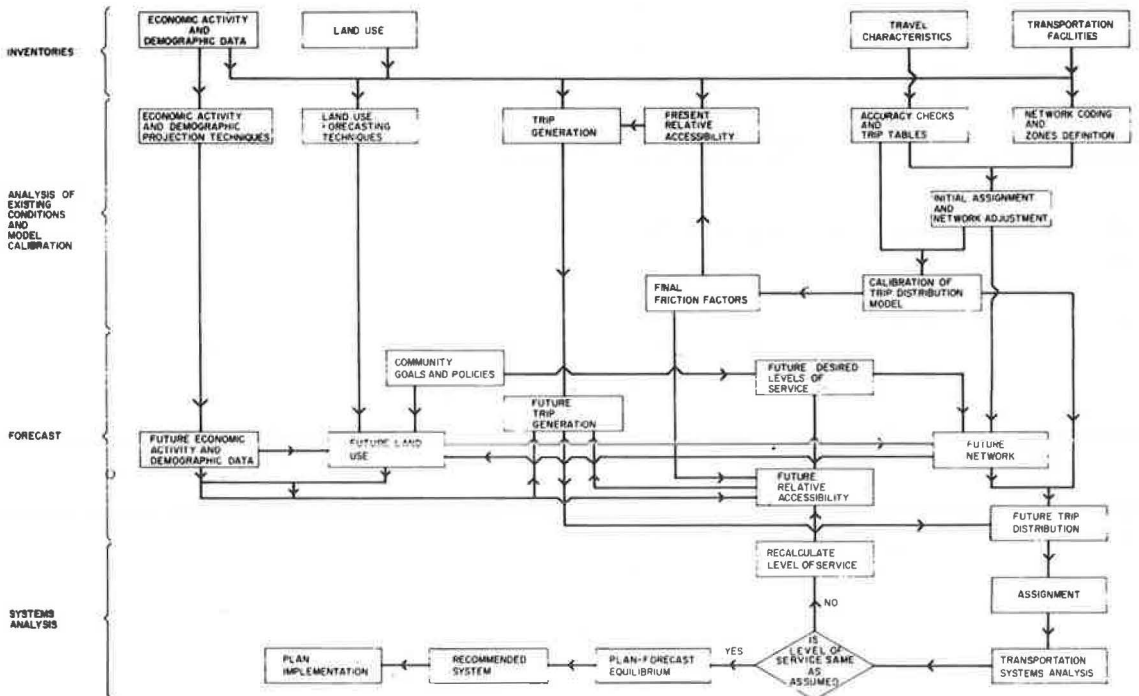 INVENTORIES
ECONOMIC ACTIVITY
AND
DEMOGRAPHIC DATA
LAND USE
TRAVEL
CHARACTERISTICS
TRANSPORTATION
FACILITIES
ANALYSIS OF
EXISTING
CONDITIONS
AND
MODEL
CALIBRATION
ECONOMIC ACTIVITY
AND DEMOGRAPHIC
PROJECTION TECHNIQUES
LAND USE
FORECASTING
TECHNIQUES
TRIP
GENERATION
PRESENT
RELATIVE
ACCESSIBILITY
ACCURACY CHECKS
AND
TRIP TABLES
NETWORK CODING
AND
ZONES DEFINITION
INITIAL ASSIGNMENT
AND
NETWORK ADJUSTMENT
FINAL
FRICTION FACTORS
CALIBRATION OF
TRIP DISTRIBUTION
MODEL
FORECAST
COMMUNITY
GOALS AND POLICIES
FUTURE DESIRED
LEVELS OF
SERVICE
FUTURE
TRIP
GENERATION
FUTURE ECONOMIC
ACTIVITY AND
DEMOGRAPHIC DATA
FUTURE LAND
USE
FUTURE
NETWORK
FUTURE
RELATIVE
ACCESSIBILITY
FUTURE TRIP
DISTRIBUTION
SYSTEMS
ANALYSIS
RECALCULATE
LEVEL OF SERVICE
ASSIGNMENT
NO
IS
LEVEL OF
SERVICE SAME
AS
ASSUMED
YES
PLAN
IMPLEMENTATION
RECOMMENDED
SYSTEM
PLAN-FORECAST
EQUILIBRIUM
TRANSPORTATION
SYSTEMS ANALYSIS